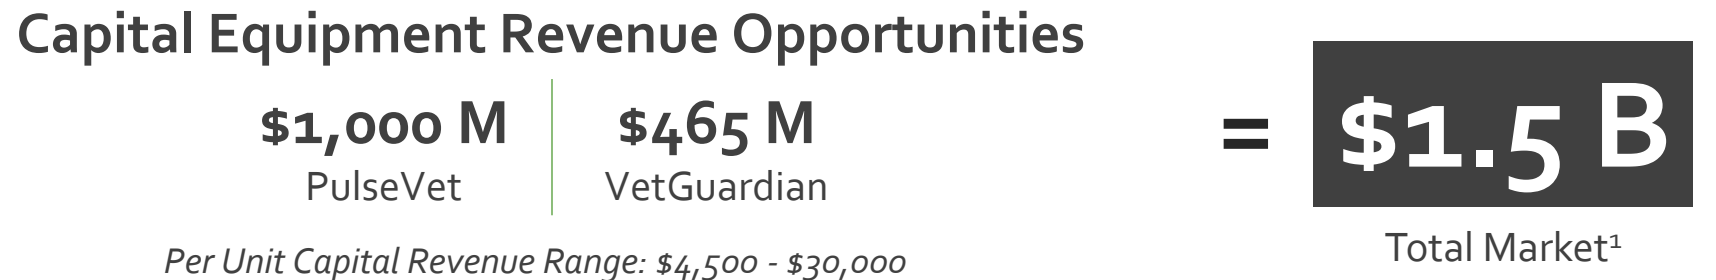 Capital Equipment Revenue Opportunities
$1,000 M
PulseVet
$465 M
VetGuardian
=
$1.5 B
Total Market¹
Per Unit Capital Revenue Range: $4,500 - $30,000